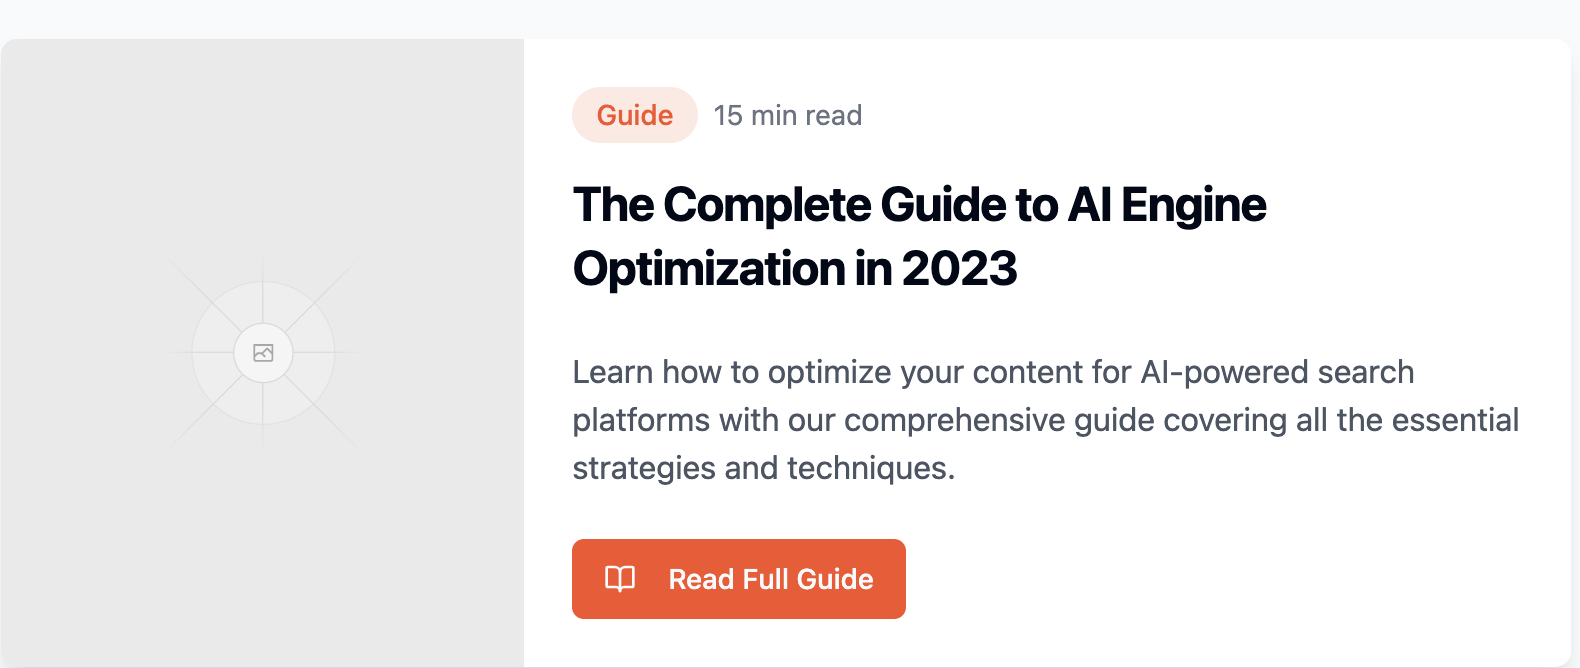 Guide 15 min read
The Complete Guide to AI Engine
Optimization in 2023
Learn how to optimize your content for AI-powered search
platforms with our comprehensive guide covering all the essential
strategies and techniques.
Read Full Guide